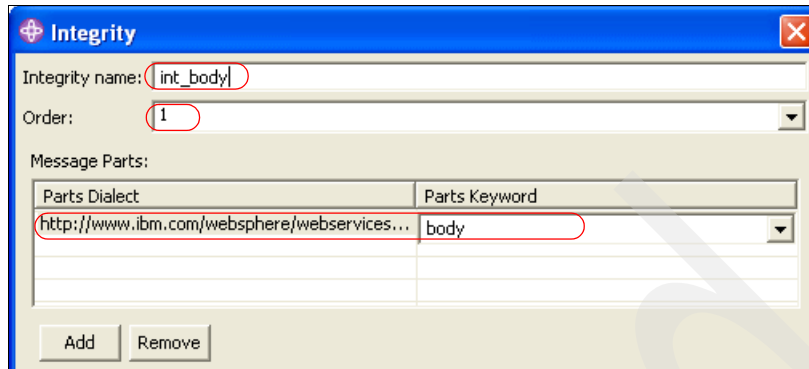 Integrity
Integrity name: int_body
Order: 1
Message Parts:
Parts Dialect Parts Keyword
http://www.ibm.com/websphere/webservices... body
Add Remove